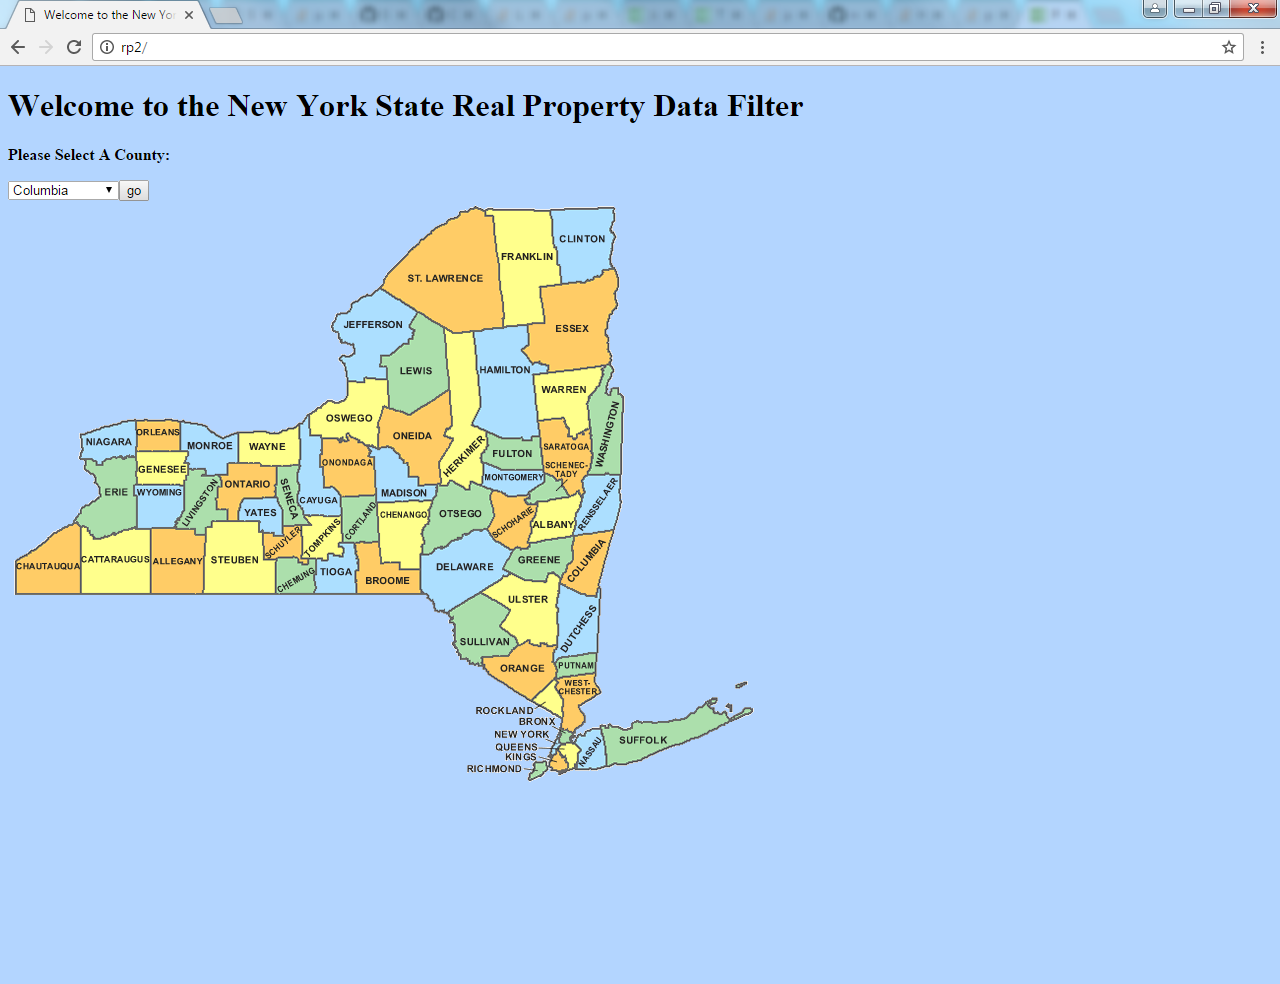 Welcome to the New Yor
rp2/
Welcome to the New York State Real Property Data Filter
Please Select A County:
Columbia
go
CLINTON
FRANKLIN
ST. LAWRENCE
JEFFERSON
ESSEX
LEWIS
HAMILTON
WARREN
OSWEGO
WASHINGTON
ORLEANS
NIAGARA
MONROE
WAYNE
ONEIDA
HERKIMER
FULTON
SARATOGA
GENESEE
ONONDAGA
SCHENEC-
TADY
ERIE
WYOMING
LIVINGSTON
ONTARIO
SENECA
CAYUGA
MADISON
MONTGOMERY
RENSSELAER
YATES
CORTLAND
CHENANGO
OTSEGO
SCHOHARIE
ALBANY
CHAUTAUQUA
CATTARAUGUS
ALLEGANY
STEUBEN
SCHUYLER
TOMPKINS
CHEMUNG
TIOGA
BROOME
DELAWARE
GREENE
COLUMBIA
ULSTER
DUTCHESS
SULLIVAN
ORANGE
PUTNAM
WEST-
CHESTER
ROCKLAND
BRONX
NEW YORK
QUEENS
KINGS
RICHMOND
NASSAU
SUFFOLK